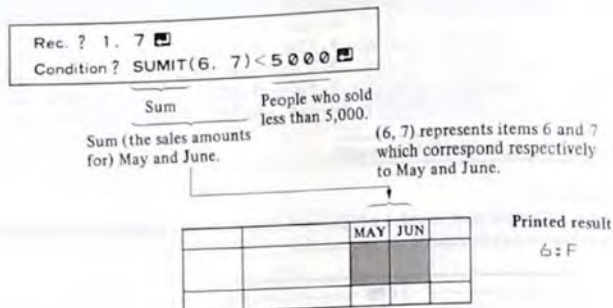 Rec. ? 1, 7 ↵
Condition ? SUMIT(6, 7)<5000 ↵
Sum
People who sold
less than 5,000.
Sum (the sales amounts
for) May and June.
(6, 7) represents items 6 and 7
which correspond respectively
to May and June.
MAY JUN
Printed result
6:F